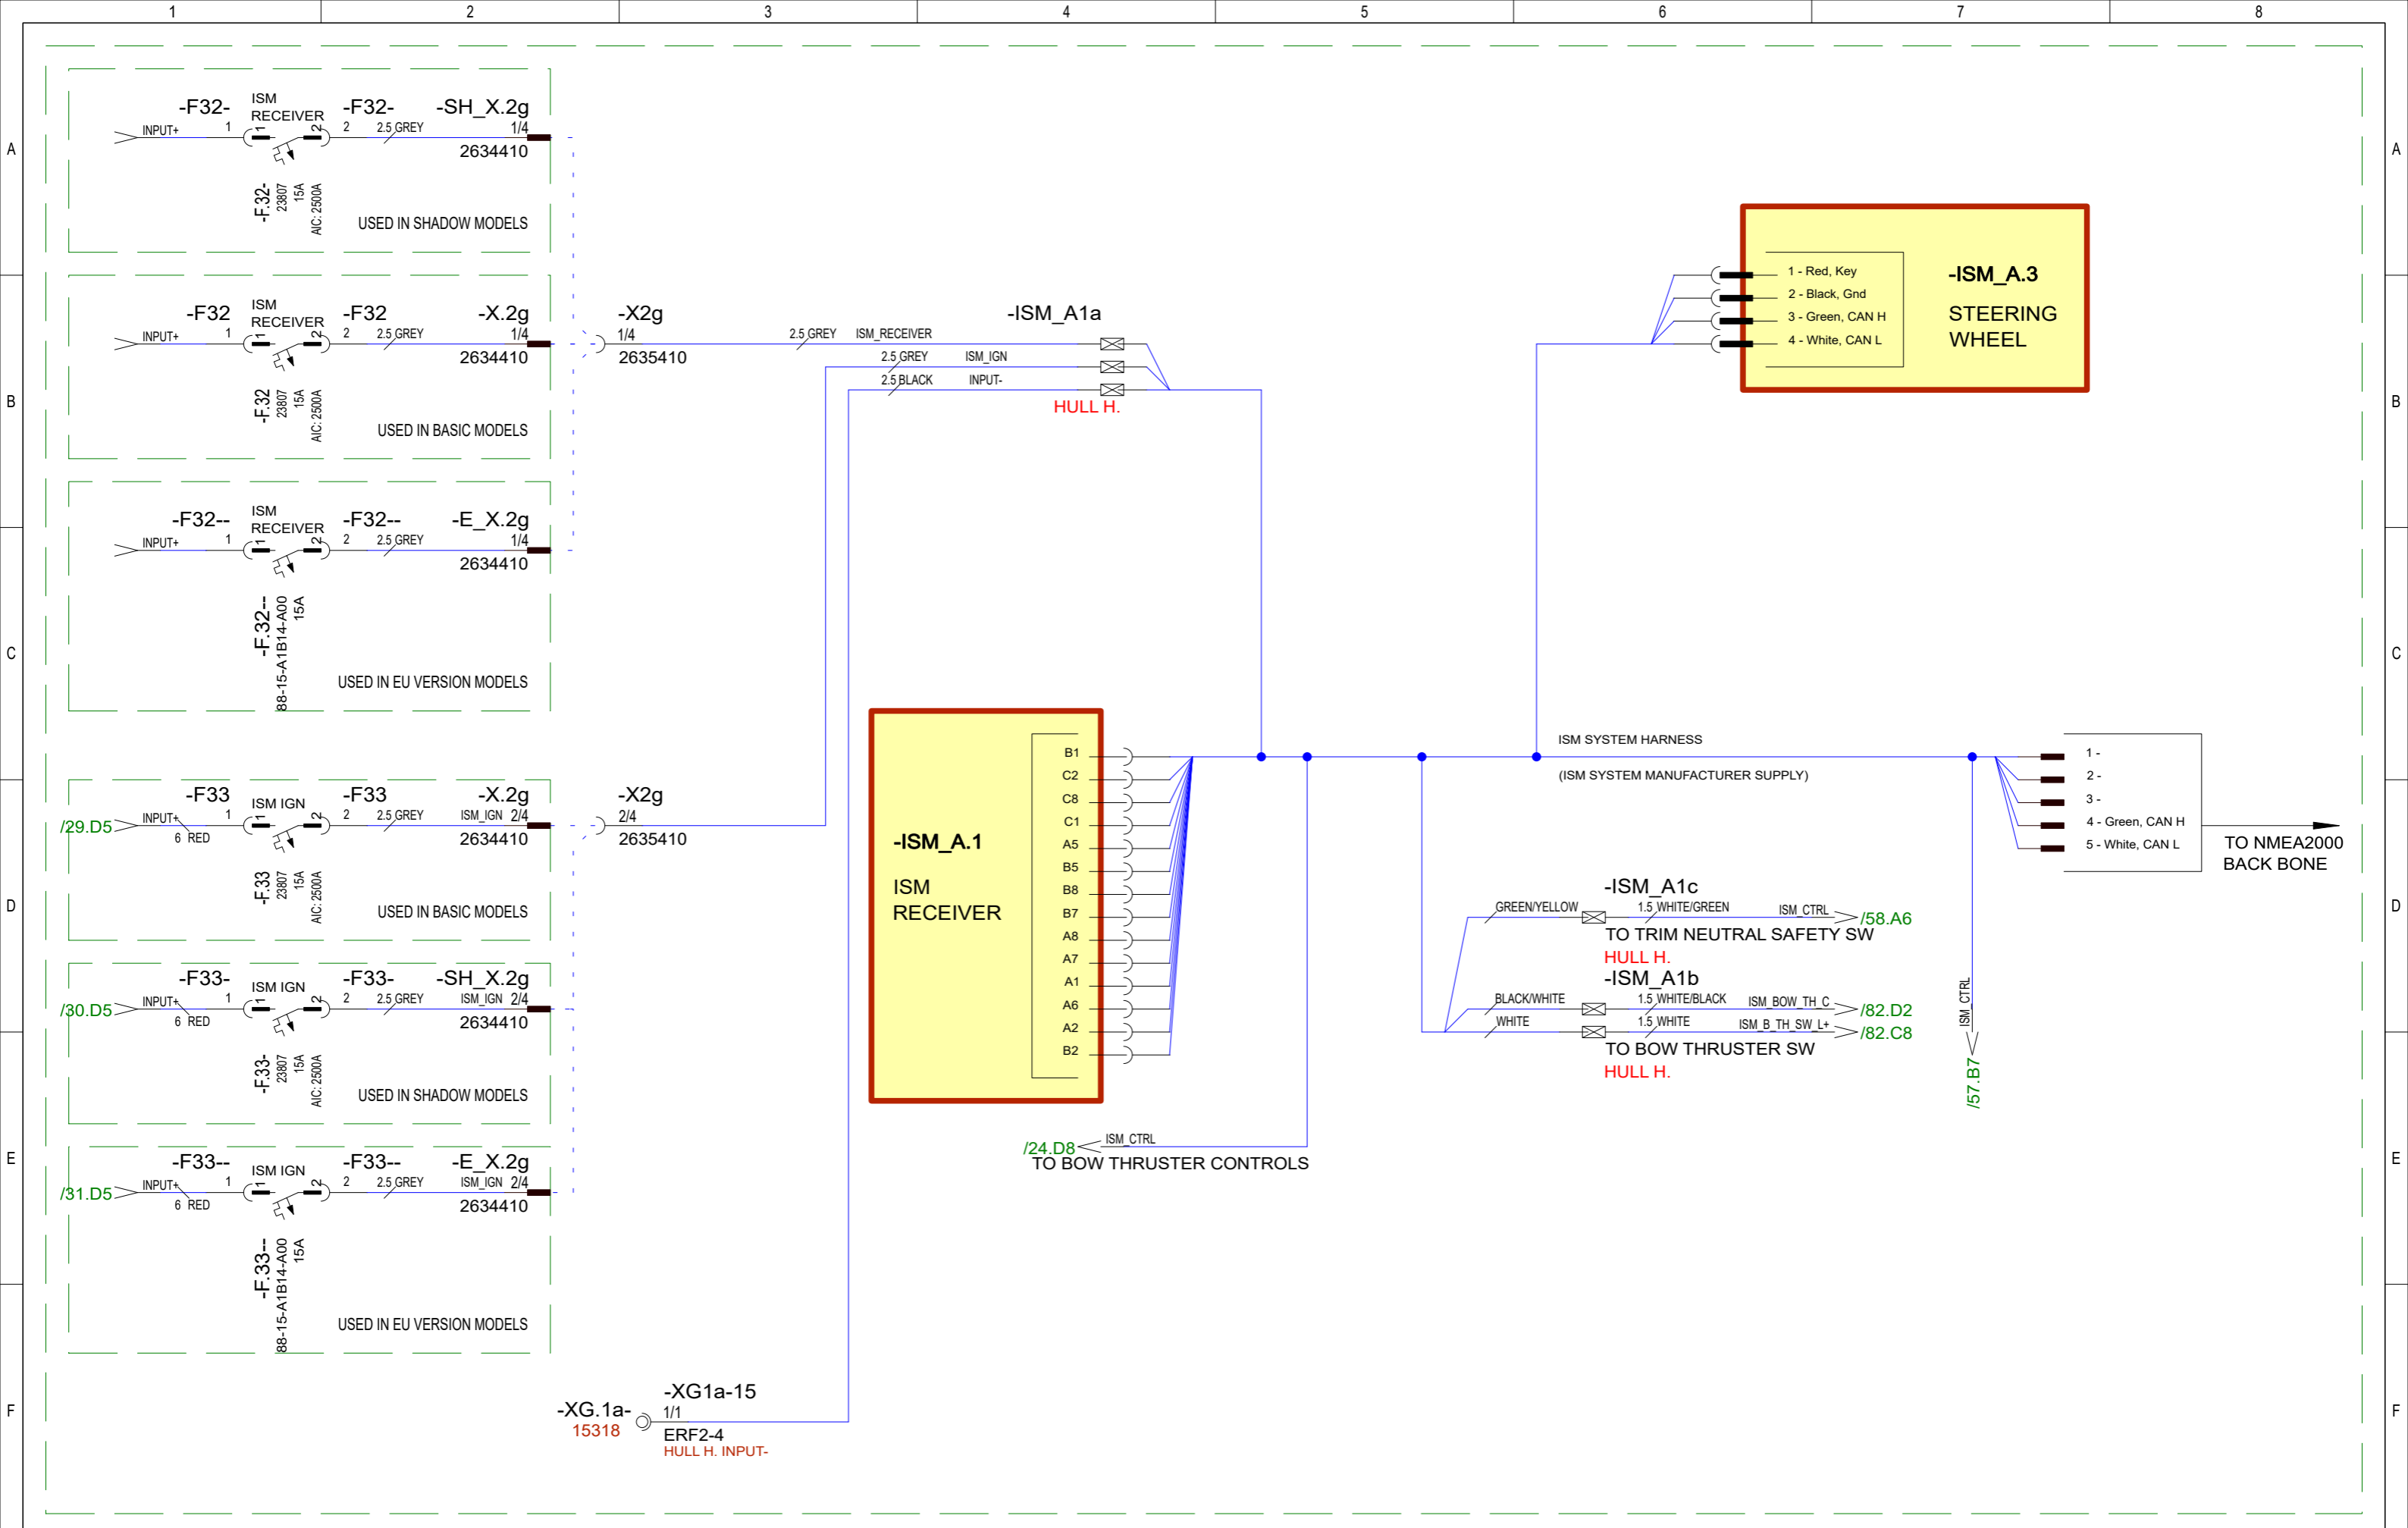 1 2 3 4 5 6 7 8
A
-F32-
ISM
RECEIVER
-F32-
-SH_X.2g
INPUT+
1
1
2
2
2.5 GREY
1/4
2634410
-F.32-
23807
15A
AIC: 2500A
USED IN SHADOW MODELS
A
B
-F32
ISM
RECEIVER
-F32
-X.2g
INPUT+
1
1
2
2
2.5 GREY
1/4
2634410
-F.32
23807
15A
AIC: 2500A
USED IN BASIC MODELS
-X2g
1/4
2635410
2.5 GREY ISM_RECEIVER
-ISM_A1a
2.5 GREY ISM_IGN
2.5 BLACK INPUT-
HULL H.
1 - Red, Key
2 - Black, Gnd
3 - Green, CAN H
4 - White, CAN L
-ISM_A.3
STEERING
WHEEL
B
C
-F32--
ISM
RECEIVER
-F32--
-E_X.2g
INPUT+
1
1
2
2
2.5 GREY
1/4
2634410
-F.32--
88-15-A1B14-A00
15A
USED IN EU VERSION MODELS
C
D
-F33
ISM IGN
-F33
-X.2g
/29.D5
INPUT+
6 RED
1
1
2
2
2.5 GREY
ISM_IGN 2/4
2634410
-F.33
23807
15A
AIC: 2500A
USED IN BASIC MODELS
-X2g
2/4
2635410
-ISM_A.1
ISM
RECEIVER
B1
C2
C8
C1
A5
B5
B8
B7
A8
A7
A1
A6
A2
B2
ISM SYSTEM HARNESS
(ISM SYSTEM MANUFACTURER SUPPLY)
1 -
2 -
3 -
4 - Green, CAN H
5 - White, CAN L
TO NMEA2000
BACK BONE
-ISM_A1c
GREEN/YELLOW
1.5 WHITE/GREEN
ISM_CTRL
/58.A6
TO TRIM NEUTRAL SAFETY SW
HULL H.
-ISM_A1b
BLACK/WHITE
1.5 WHITE/BLACK
ISM_BOW_TH_C
/82.D2
WHITE
1.5 WHITE
ISM_B_TH_SW_L+
/82.C8
TO BOW THRUSTER SW
HULL H.
ISM_CTRL
/57.B7
D
-F33-
ISM IGN
-F33-
-SH_X.2g
/30.D5
INPUT+
6 RED
1
1
2
2
2.5 GREY
ISM_IGN 2/4
2634410
-F.33-
23807
15A
AIC: 2500A
USED IN SHADOW MODELS
E
/24.D8
ISM_CTRL
TO BOW THRUSTER CONTROLS
E
-F33--
ISM IGN
-F33--
-E_X.2g
/31.D5
INPUT+
6 RED
1
1
2
2
2.5 GREY
ISM_IGN 2/4
2634410
-F.33--
88-15-A1B14-A00
15A
USED IN EU VERSION MODELS
F
-XG.1a-
15318
-XG1a-15
1/1
ERF2-4
HULL H. INPUT-
F